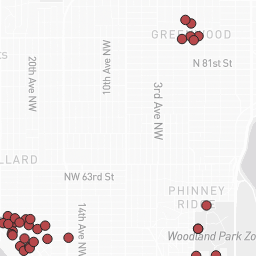 GREENWOOD
N 81st St
20th Ave NW
10th Ave NW
3rd Ave NW
LLARD
NW 63rd St
PHINNEY
RIDGE
14th Ave NW
Woodland Park Zo